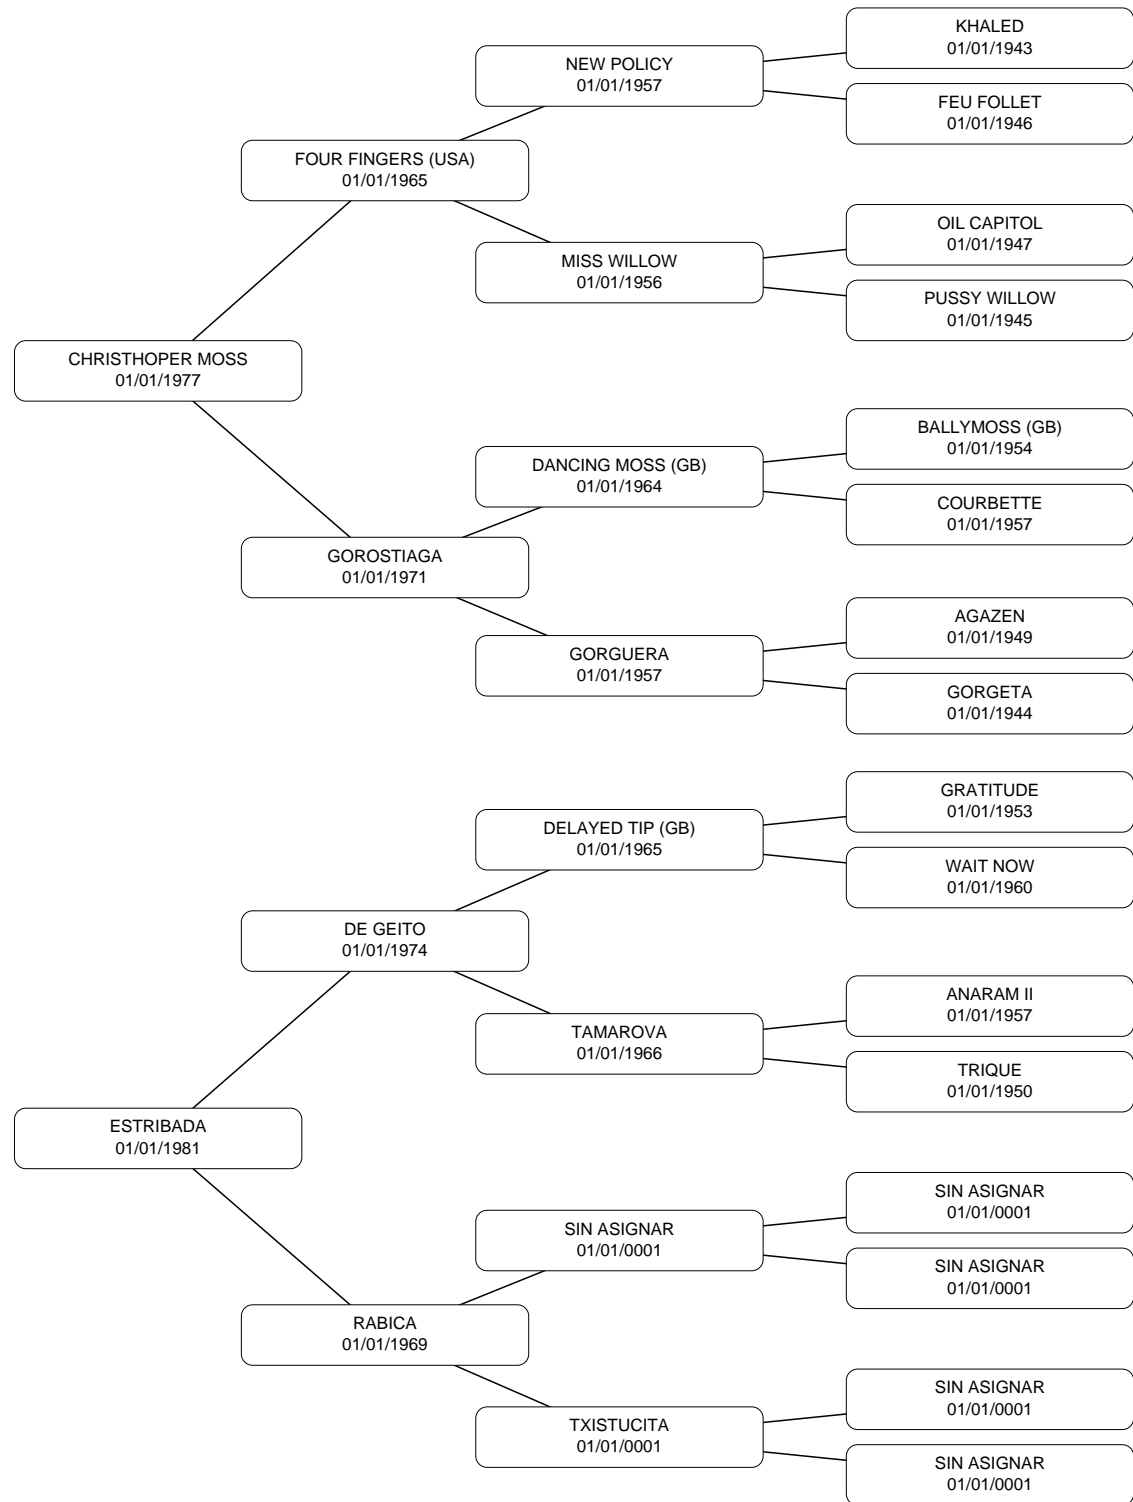 KHALED
01/01/1943
NEW POLICY
01/01/1957
FEU FOLLET
01/01/1946
FOUR FINGERS (USA)
01/01/1965
OIL CAPITOL
01/01/1947
MISS WILLOW
01/01/1956
PUSSY WILLOW
01/01/1945
CHRISTHOPER MOSS
01/01/1977
BALLYMOSS (GB)
01/01/1954
DANCING MOSS (GB)
01/01/1964
COURBETTE
01/01/1957
GOROSTIAGA
01/01/1971
AGAZEN
01/01/1949
GORGUERA
01/01/1957
GORGETA
01/01/1944
GRATITUDE
01/01/1953
DELAYED TIP (GB)
01/01/1965
WAIT NOW
01/01/1960
DE GEITO
01/01/1974
ANARAM II
01/01/1957
TAMAROVA
01/01/1966
TRIQUE
01/01/1950
ESTRIBADA
01/01/1981
SIN ASIGNAR
01/01/0001
SIN ASIGNAR
01/01/0001
SIN ASIGNAR
01/01/0001
RABICA
01/01/1969
SIN ASIGNAR
01/01/0001
TXISTUCITA
01/01/0001
SIN ASIGNAR
01/01/0001